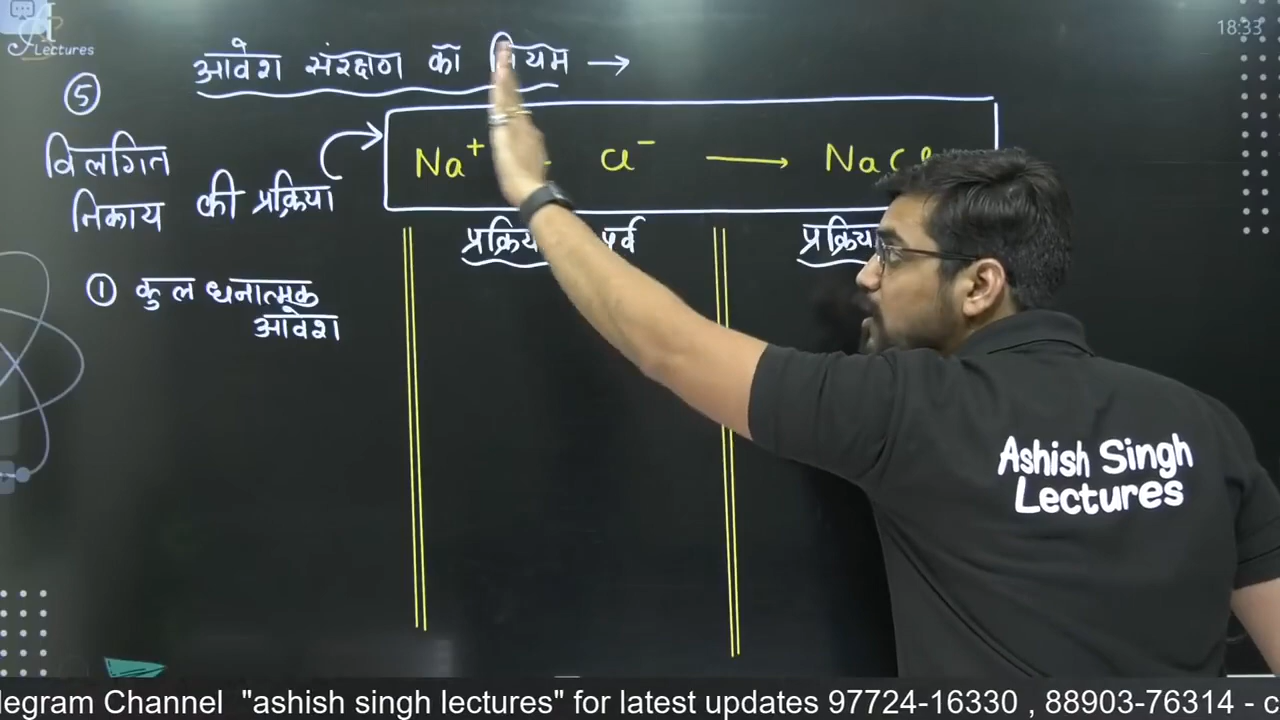 Lectures
18:33
आवेश संरक्षण का नियम →
⑤
विलगित
निकाय की प्रक्रिया
Na⁺ Cl⁻ ⟶ NaCl
प्रक्रिया पूर्व
① कुल धनात्मक
आवेश
Ashish Singh
Lectures
legram Channel "ashish singh lectures" for latest updates 97724-16330 , 88903-76314 - c